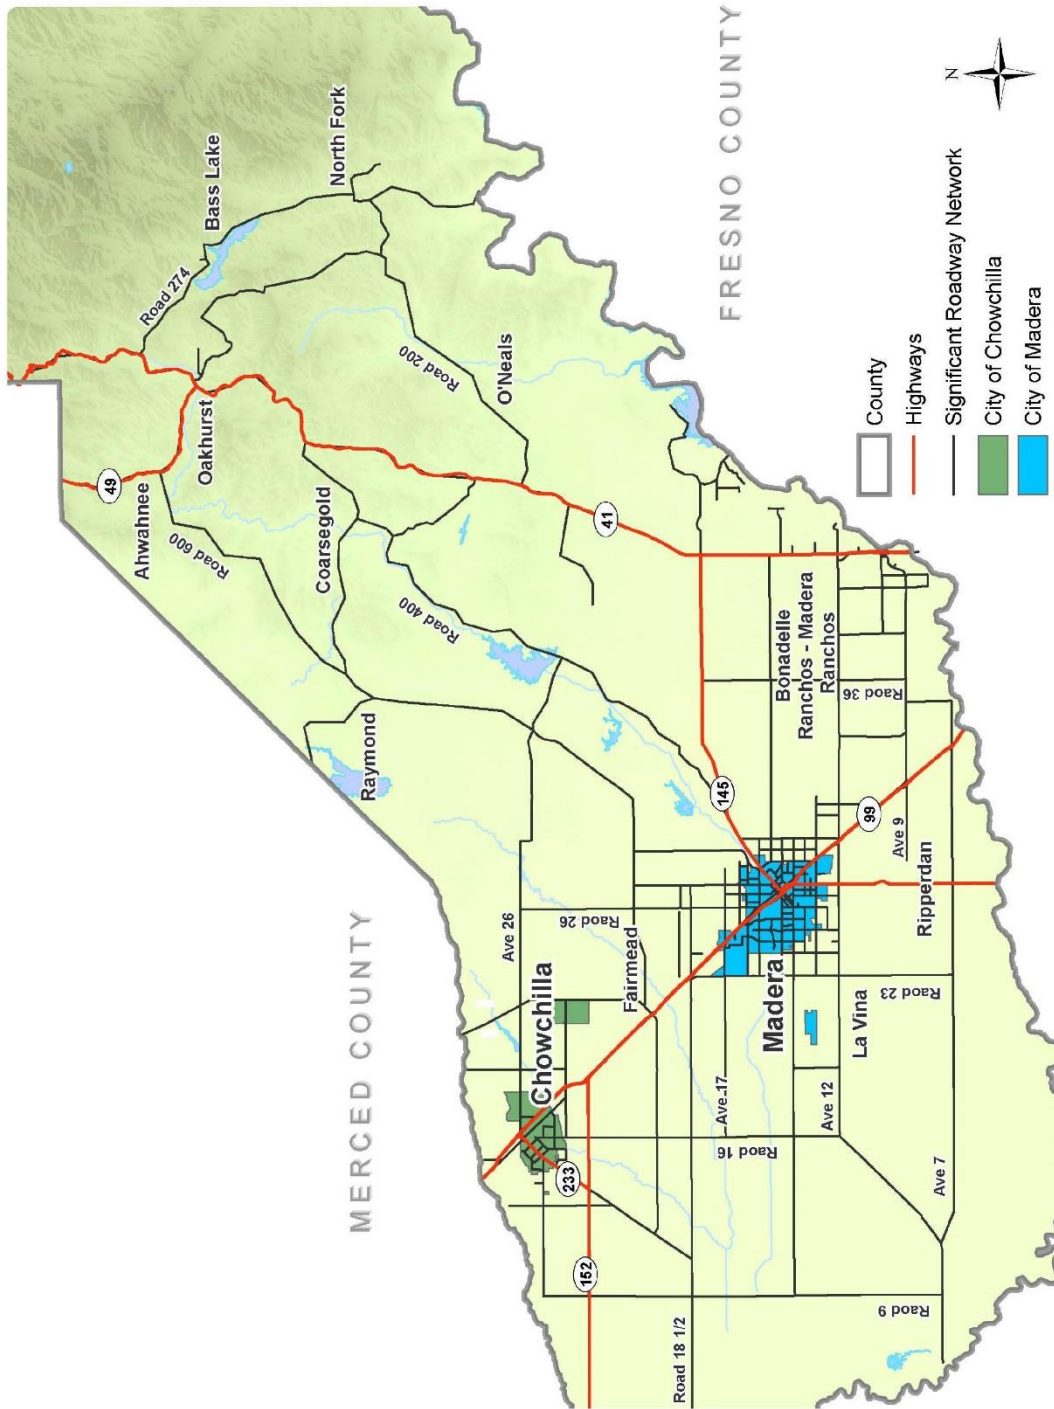 MERCED COUNTY
FRESNO COUNTY
Ahwahnee
49
Oakhurst
Road 274
Bass Lake
North Fork
Road 600
Coarsegold
Road 200
O'Neals
Road 400
41
Raymond
145
Bonadelle
Ranchos - Madera
Ranchos
Raod 36
99
Ave 9
Ripperdan
Ave 26
Raod 26
Fairmead
Chowchilla
Madera
La Vina
Raod 23
233
152
Ave 17
Ave 12
Raod 16
Ave 7
Raod 9
Road 18 1/2
N
County
Highways
Significant Roadway Network
City of Chowchilla
City of Madera